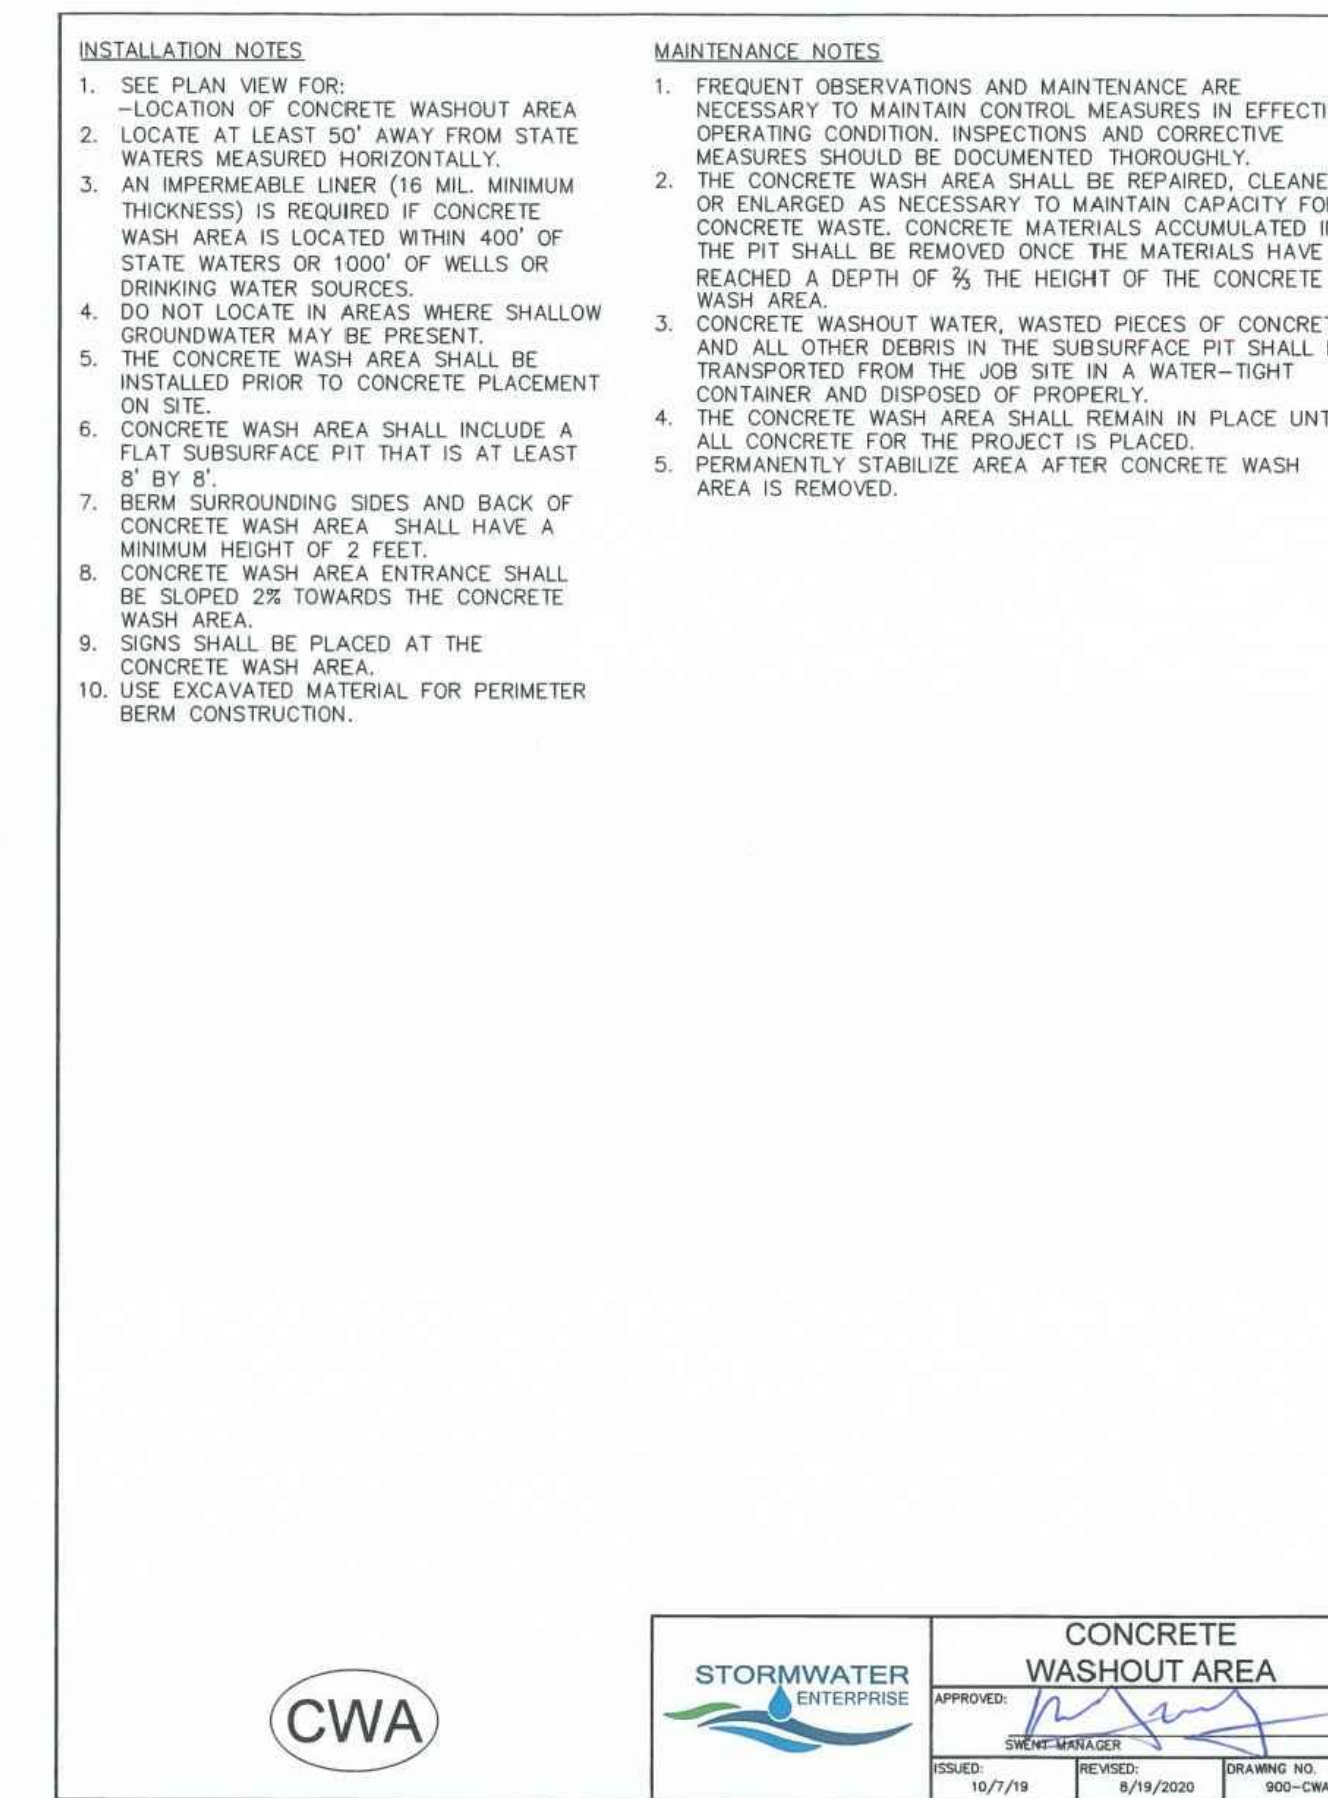 INSTALLATION NOTES
1. SEE PLAN VIEW FOR:
-LOCATION OF CONCRETE WASHOUT AREA
2. LOCATE AT LEAST 50' AWAY FROM STATE
WATERS MEASURED HORIZONTALLY.
3. AN IMPERMEABLE LINER (16 MIL. MINIMUM
THICKNESS) IS REQUIRED IF CONCRETE
WASH AREA IS LOCATED WITHIN 400' OF
STATE WATERS OR 1000' OF WELLS OR
DRINKING WATER SOURCES.
4. DO NOT LOCATE IN AREAS WHERE SHALLOW
GROUNDWATER MAY BE PRESENT.
5. THE CONCRETE WASH AREA SHALL BE
INSTALLED PRIOR TO CONCRETE PLACEMENT
ON SITE.
6. CONCRETE WASH AREA SHALL INCLUDE A
FLAT SUBSURFACE PIT THAT IS AT LEAST
8' BY 8'.
7. BERM SURROUNDING SIDES AND BACK OF
CONCRETE WASH AREA SHALL HAVE A
MINIMUM HEIGHT OF 2 FEET.
8. CONCRETE WASH AREA ENTRANCE SHALL
BE SLOPED 2% TOWARDS THE CONCRETE
WASH AREA.
9. SIGNS SHALL BE PLACED AT THE
CONCRETE WASH AREA.
10. USE EXCAVATED MATERIAL FOR PERIMETER
BERM CONSTRUCTION.
MAINTENANCE NOTES
1. FREQUENT OBSERVATIONS AND MAINTENANCE ARE
NECESSARY TO MAINTAIN CONTROL MEASURES IN EFFECTI
OPERATING CONDITION. INSPECTIONS AND CORRECTIVE
MEASURES SHOULD BE DOCUMENTED THOROUGHLY.
2. THE CONCRETE WASH AREA SHALL BE REPAIRED, CLEANE
OR ENLARGED AS NECESSARY TO MAINTAIN CAPACITY FO
CONCRETE WASTE. CONCRETE MATERIALS ACCUMULATED I
THE PIT SHALL BE REMOVED ONCE THE MATERIALS HAVE
REACHED A DEPTH OF ⅔ THE HEIGHT OF THE CONCRETE
WASH AREA.
3. CONCRETE WASHOUT WATER, WASTED PIECES OF CONCRET
AND ALL OTHER DEBRIS IN THE SUBSURFACE PIT SHALL
TRANSPORTED FROM THE JOB SITE IN A WATER-TIGHT
CONTAINER AND DISPOSED OF PROPERLY.
4. THE CONCRETE WASH AREA SHALL REMAIN IN PLACE UNT
ALL CONCRETE FOR THE PROJECT IS PLACED.
5. PERMANENTLY STABILIZE AREA AFTER CONCRETE WASH
AREA IS REMOVED.
CWA
STORMWATER
ENTERPRISE
CONCRETE
WASHOUT AREA
APPROVED:
SWENT MANAGER
ISSUED:
10/7/19
REVISED:
8/19/2020
DRAWING NO.
900-CWA